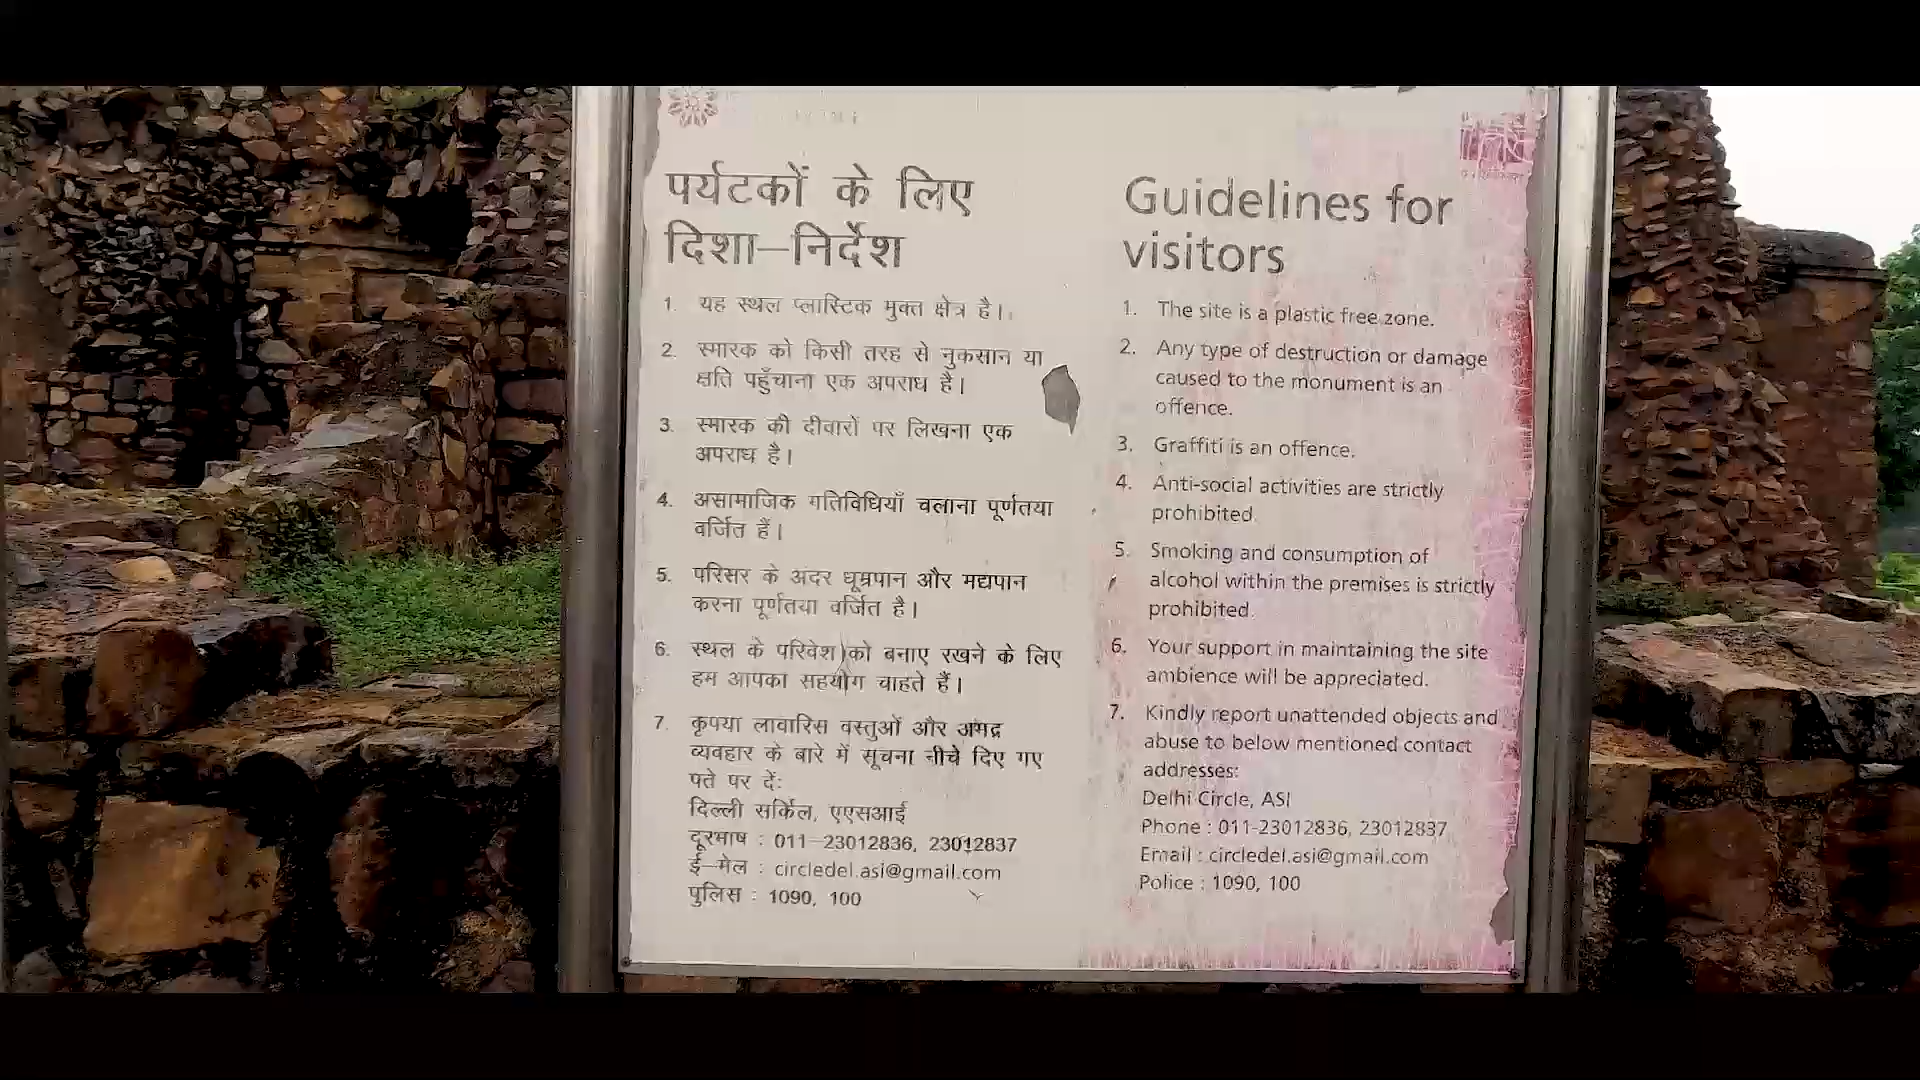 पर्यटकों के लिए
दिशा–निर्देश
1. यह स्थल प्लास्टिक मुक्त क्षेत्र है।
2. स्मारक को किसी तरह से नुकसान या
क्षति पहुँचाना एक अपराध है।
3. स्मारक की दीवारों पर लिखना एक
अपराध है।
4. असामाजिक गतिविधियाँ चलाना पूर्णतया
वर्जित हैं।
5. परिसर के अंदर धूम्रपान और मद्यपान
करना पूर्णतया वर्जित है।
6. स्थल के परिवेश को बनाए रखने के लिए
हम आपका सहयोग चाहते हैं।
7. कृपया लावारिस वस्तुओं और अभद्र
व्यवहार के बारे में सूचना नीचे दिए गए
पते पर दें:
दिल्ली सर्किल, एएसआई
दूरभाष : 011–23012836, 23012837
ई–मेल : circledel.asi@gmail.com
पुलिस : 1090, 100
Guidelines for
visitors
1. The site is a plastic free zone.
2. Any type of destruction or damage
caused to the monument is an
offence.
3. Graffiti is an offence.
4. Anti-social activities are strictly
prohibited.
5. Smoking and consumption of
alcohol within the premises is strictly
prohibited.
6. Your support in maintaining the site
ambience will be appreciated.
7. Kindly report unattended objects and
abuse to below mentioned contact
addresses:
Delhi Circle, ASI
Phone : 011-23012836, 23012837
Email : circledel.asi@gmail.com
Police : 1090, 100